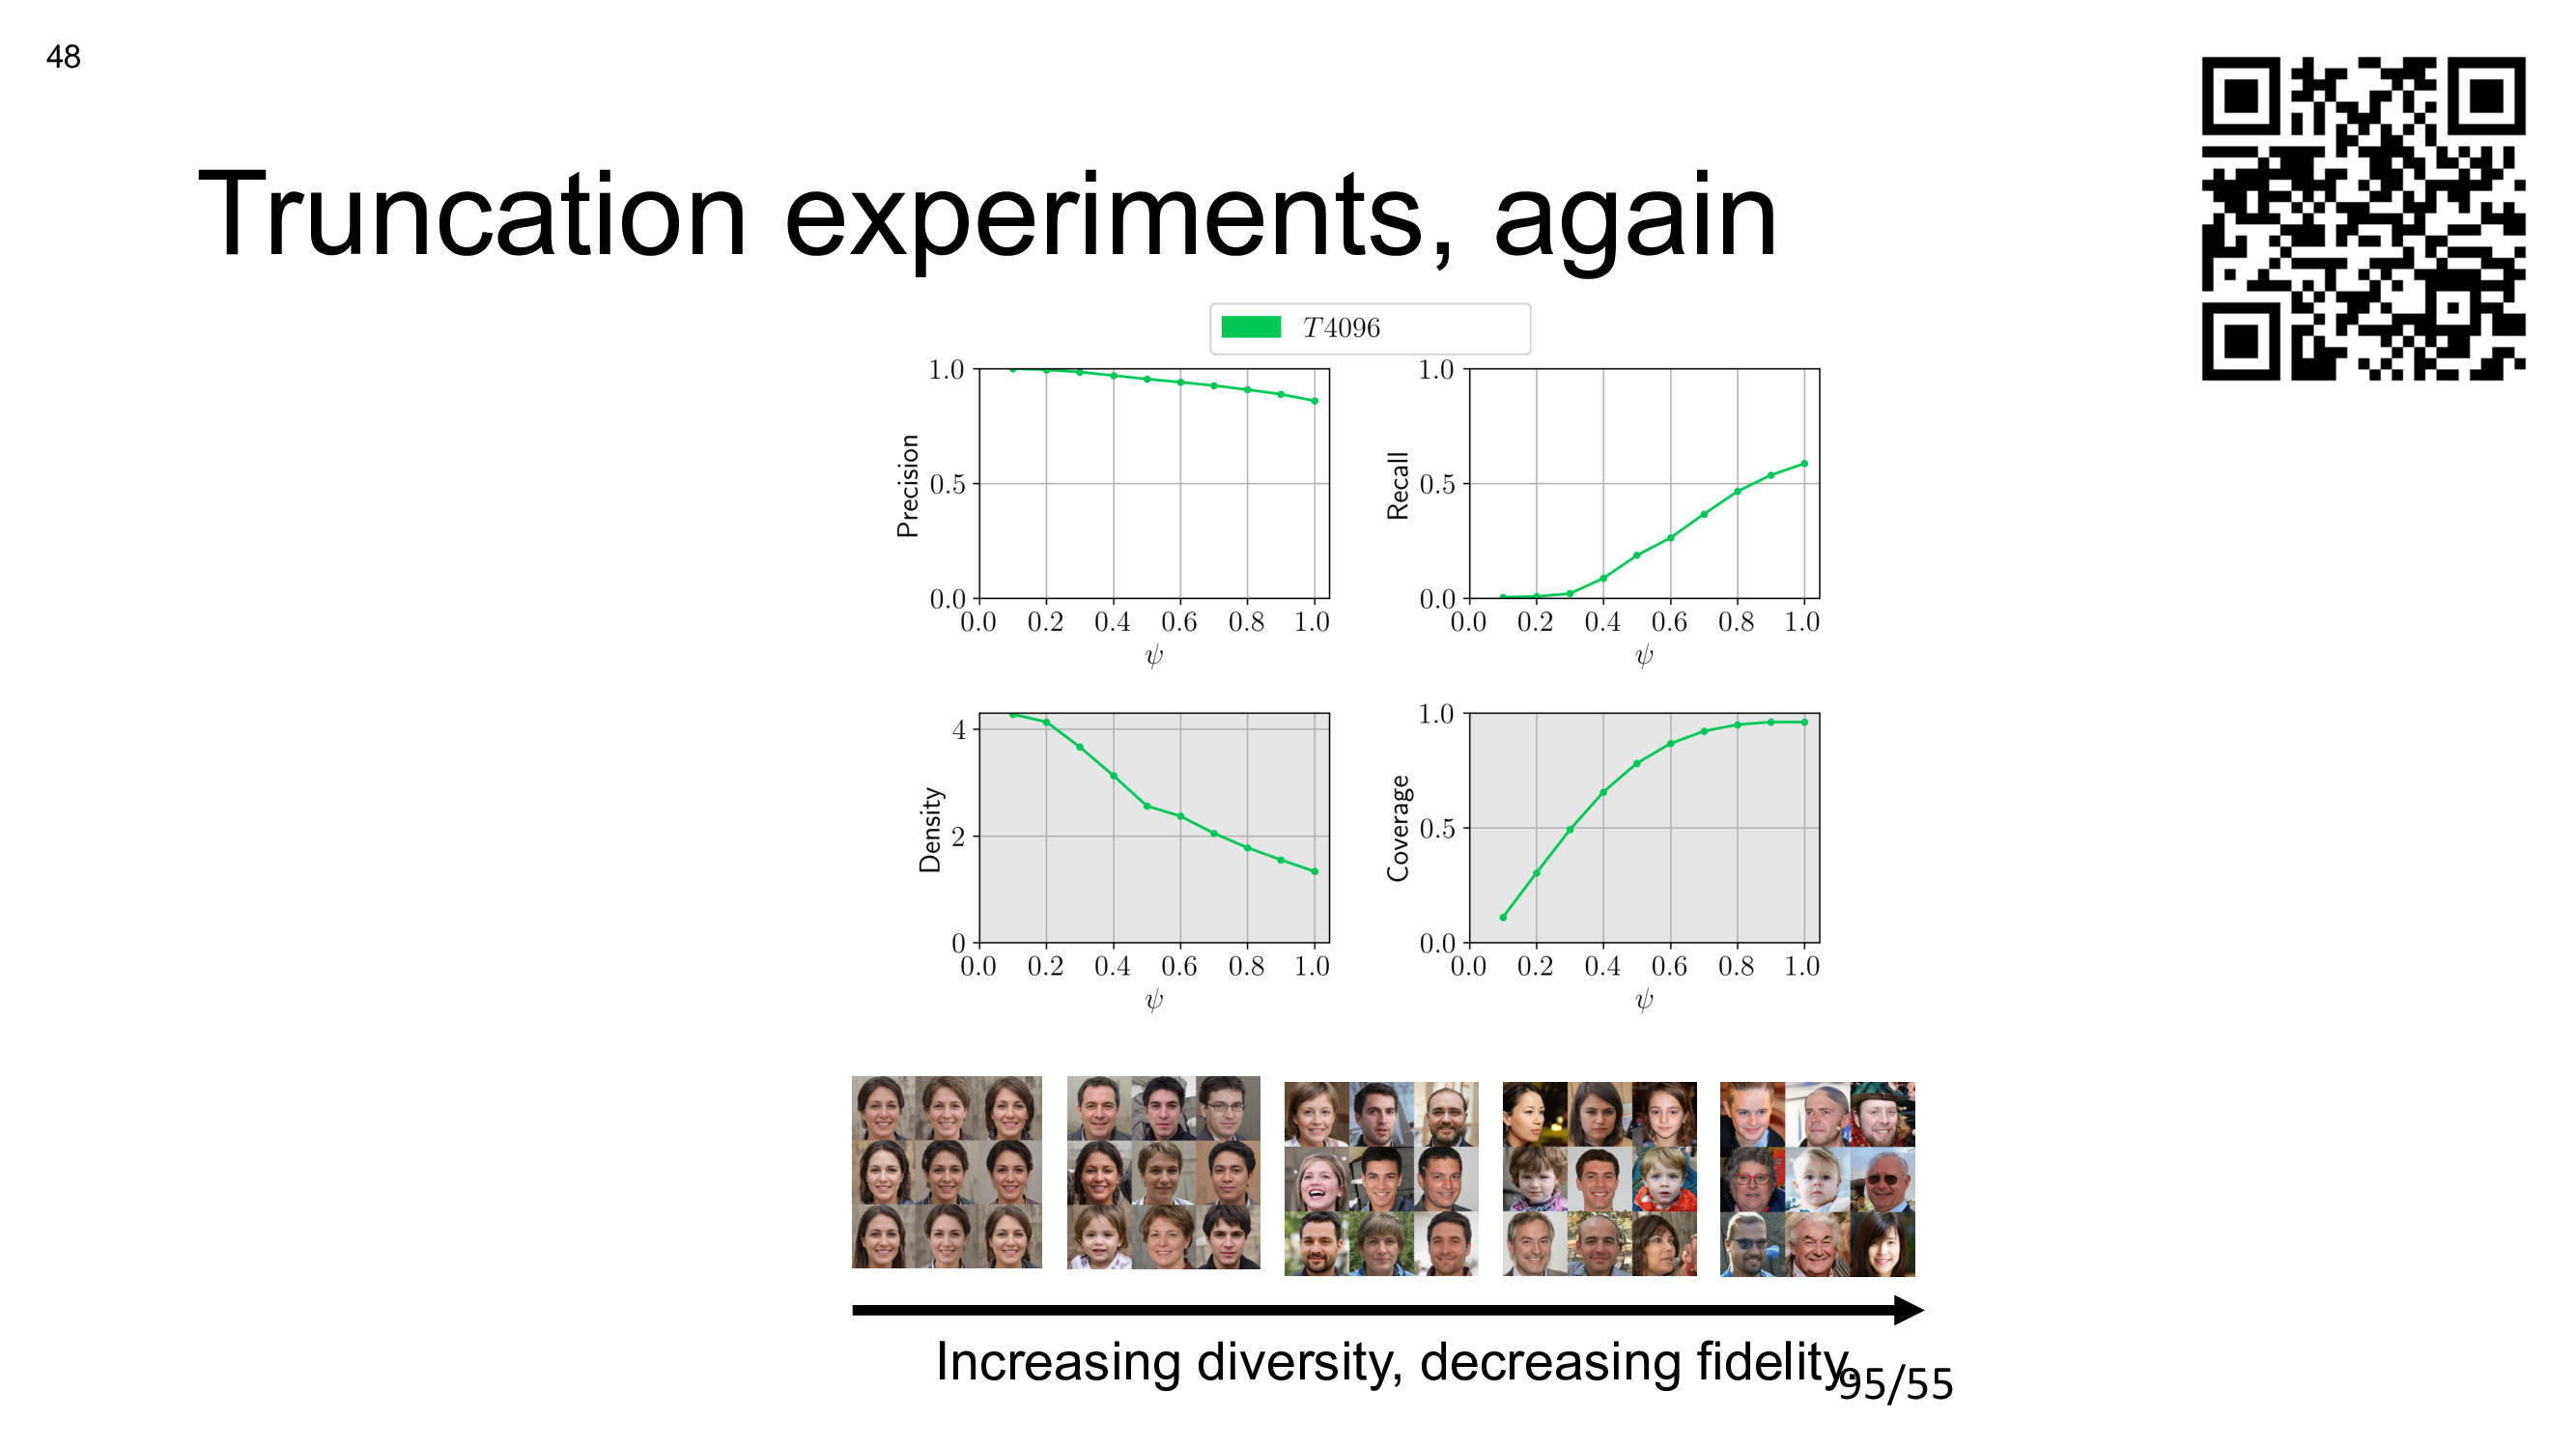 48
Truncation experiments, again
T4096
1.0
0.5
0.0
Precision
0.0 0.2 0.4 0.6 0.8 1.0
ψ
1.0
0.5
0.0
Recall
0.0 0.2 0.4 0.6 0.8 1.0
ψ
4
2
0
Density
0.0 0.2 0.4 0.6 0.8 1.0
ψ
1.0
0.5
0.0
Coverage
0.0 0.2 0.4 0.6 0.8 1.0
ψ
Increasing diversity, decreasing fidelity.
95/55